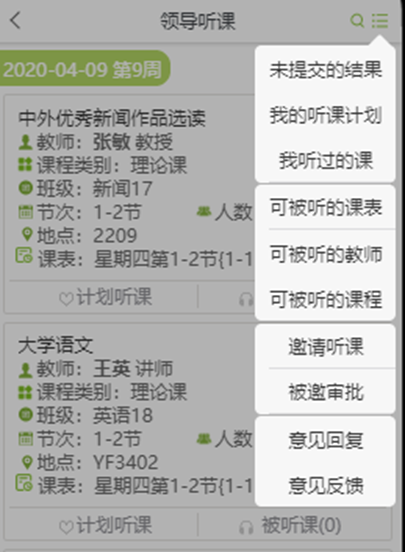 领导听课
2020-04-09 第9周
未提交的结果
我的听课计划
我听过的课
可被听的课表
可被听的教师
可被听的课程
邀请听课
被邀审批
意见回复
意见反馈
中外优秀新闻作品选读
教师：张敏 教授
课程类别：理论课
班级：新闻17
节次：1-2节 人数
地点：2209
课表：星期四第1-2节{1-1
计划听课
大学语文
教师：王英 讲师
课程类别：理论课
班级：英语18
节次：1-2节 人数
地点：YF3402
课表：星期四第1-2节{1-1
计划听课 被听课(0)